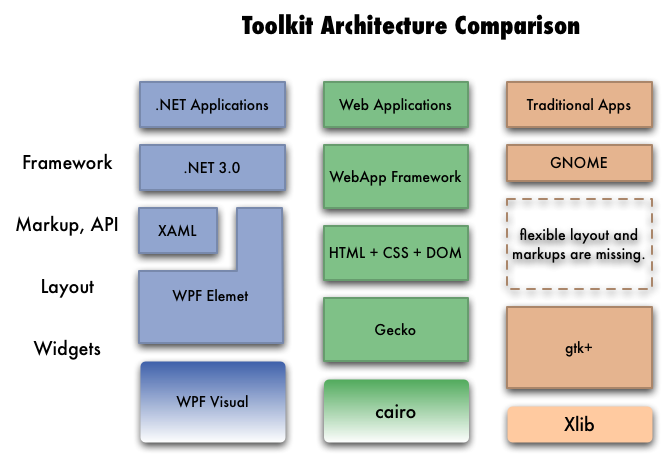 Toolkit Architecture Comparison
.NET Applications
Web Applications
Traditional Apps
Framework
.NET 3.0
WebApp Framework
GNOME
Markup, API
XAML
HTML + CSS + DOM
flexible layout and
markups are missing.
Layout
WPF Elemet
Gecko
gtk+
Widgets
WPF Visual
cairo
Xlib